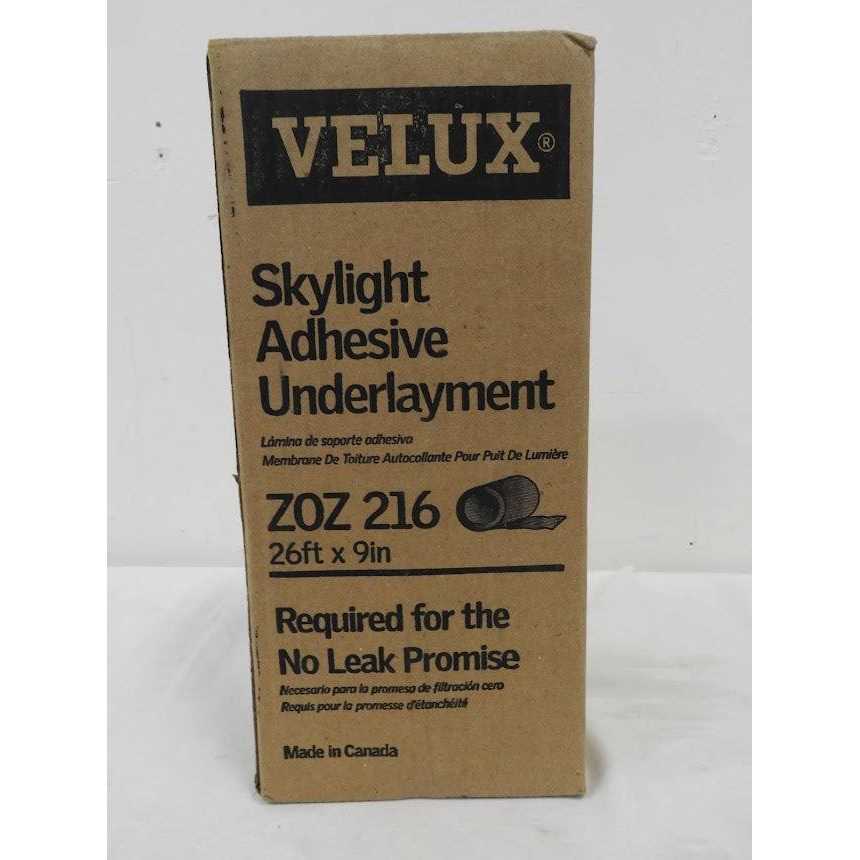 VELUX®
Skylight
Adhesive
Underlayment
Lámina de soporte adhesiva
Membrane De Toiture Autocollante Pour Puit De Lumière
ZOZ 216
26ft x 9in
Required for the
No Leak Promise
Necesario para la promesa de filtración cero
Requis pour la promesse d'étanchéité
Made in Canada